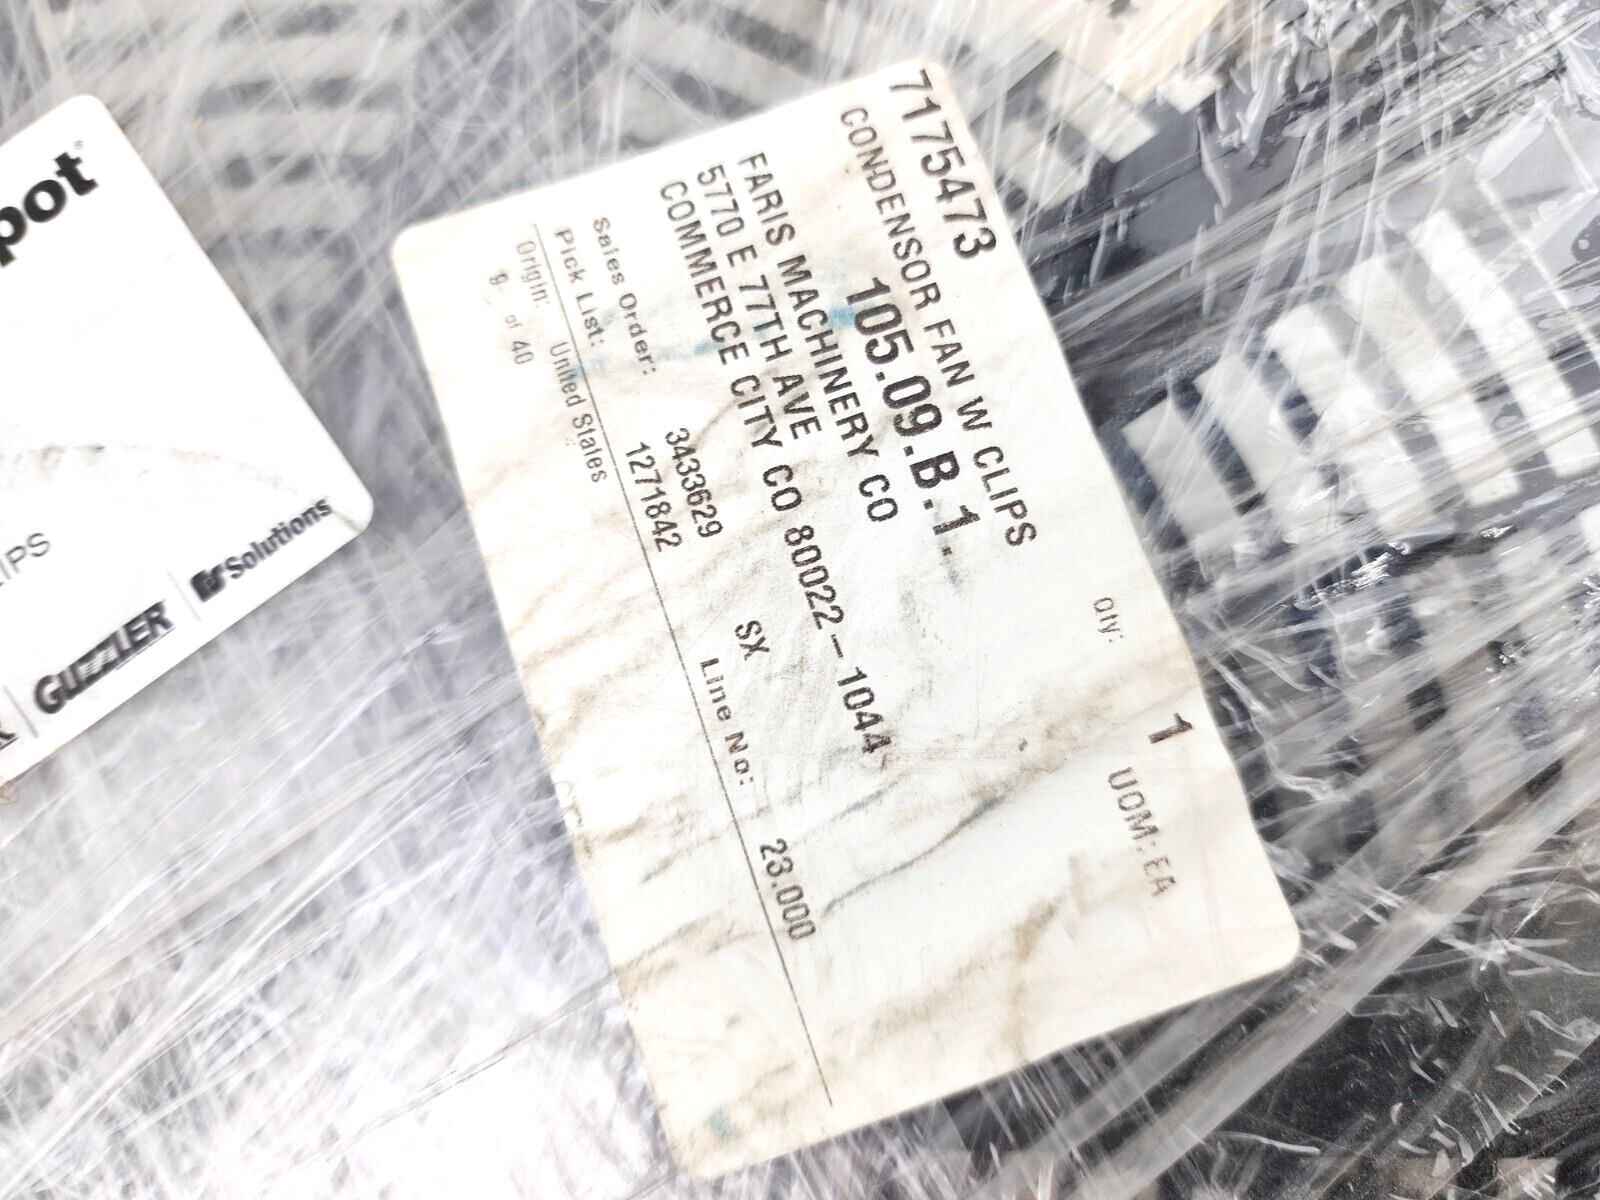 7175473
CONDENSOR FAN W CLIPS
Qty: 1 UOM: EA
105.09.B.1.
FARIS MACHINERY CO
5770 E 77TH AVE
COMMERCE CITY CO 80022-1044
Sales Order: 3433629 SX
Pick List: 1271842 Line No: 23.000
Origin: United States
9 of 40
pot
IPS
GUZZLER
Solutions